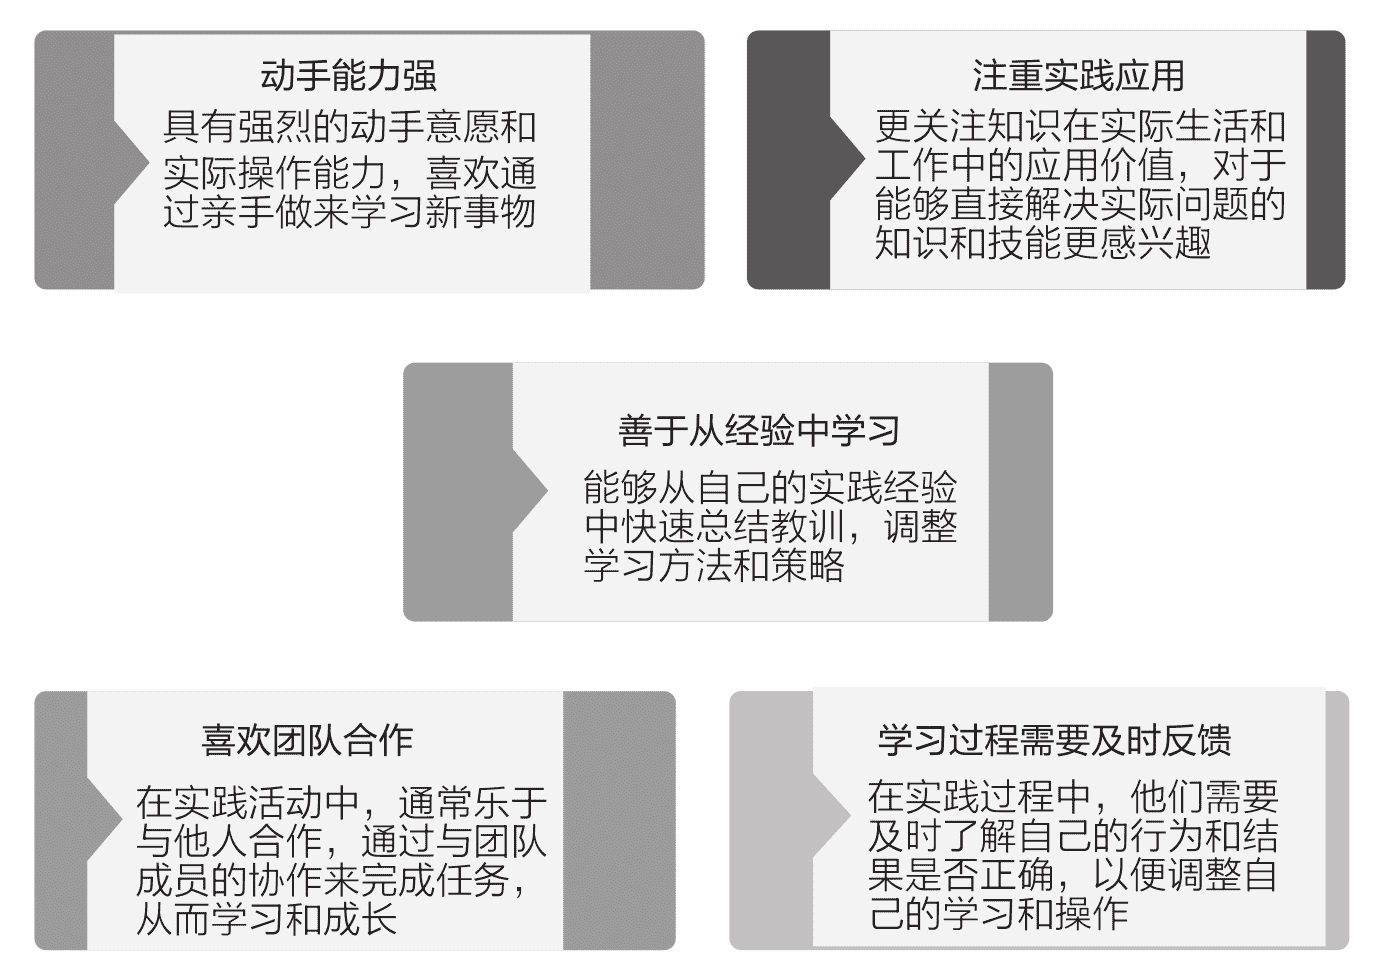 动手能力强
具有强烈的动手意愿和
实际操作能力，喜欢通
过亲手做来学习新事物
注重实践应用
更关注知识在实际生活和
工作中的应用价值，对于
能够直接解决实际问题的
知识和技能更感兴趣
善于从经验中学习
能够从自己的实践经验
中快速总结教训，调整
学习方法和策略
喜欢团队合作
在实践活动中，通常乐于
与他人合作，通过与团队
成员的协作来完成任务，
从而学习和成长
学习过程需要及时反馈
在实践过程中，他们需要
及时了解自己的行为和结
果是否正确，以便调整自
己的学习和操作